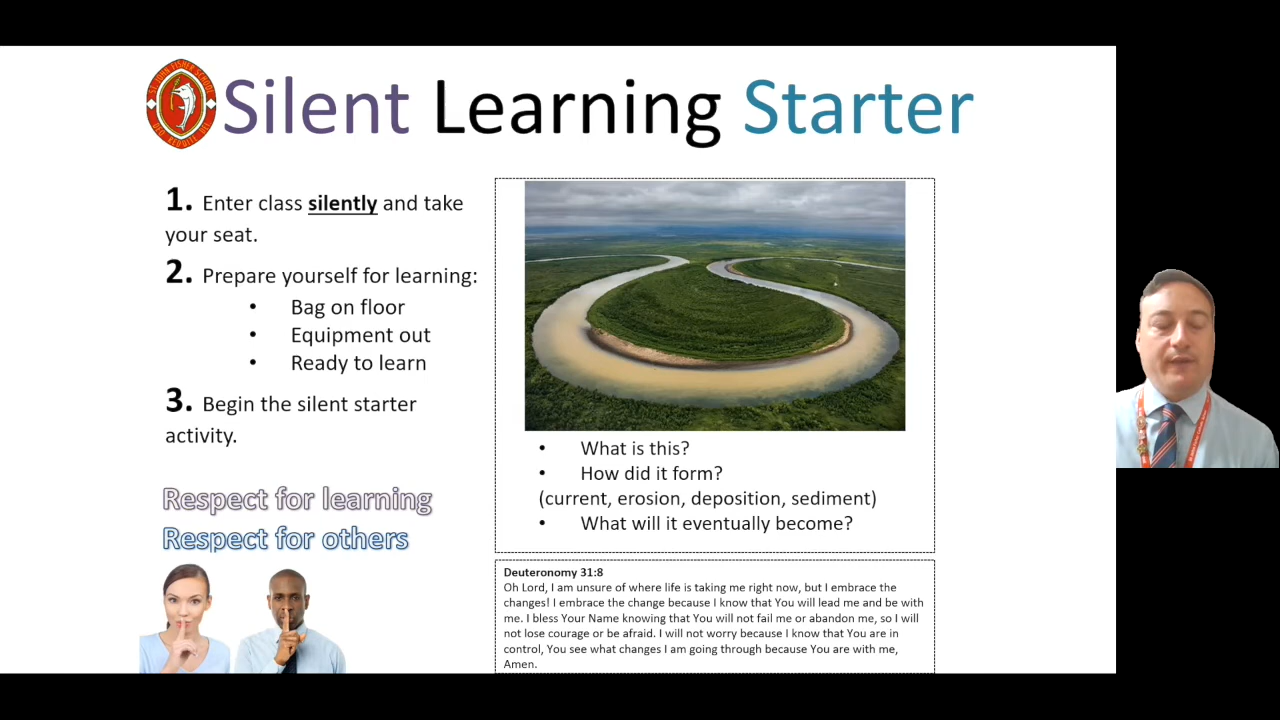 ST. JOHN FISHER SCHOOL
Silent Learning Starter
1. Enter class silently and take
your seat.
2. Prepare yourself for learning:
• Bag on floor
• Equipment out
• Ready to learn
3. Begin the silent starter
activity.
Respect for learning
Respect for others
• What is this?
• How did it form?
(current, erosion, deposition, sediment)
• What will it eventually become?
Deuteronomy 31:8
Oh Lord, I am unsure of where life is taking me right now, but I embrace the
changes! I embrace the change because I know that You will lead me and be with
me. I bless Your Name knowing that You will not fail me or abandon me, so I will
not lose courage or be afraid. I will not worry because I know that You are in
control, You see what changes I am going through because You are with me,
Amen.